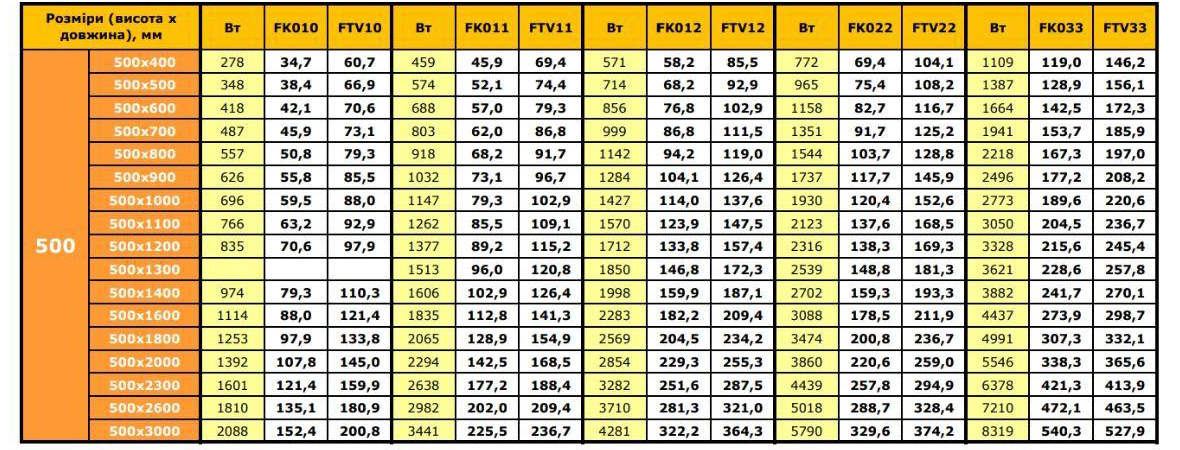 Розміри (висота х довжина), мм Вт FK010 FTV10 Вт FK011 FTV11 Вт FK012 FTV12 Вт FK022 FTV22 Вт FK033 FTV33
500x400 278 34,7 60,7 459 45,9 69,4 571 58,2 85,5 772 69,4 104,1 1109 119,0 146,2
500x500 348 38,4 66,9 574 52,1 74,4 714 68,2 92,9 965 75,4 108,2 1387 128,9 156,1
500x600 418 42,1 70,6 688 57,0 79,3 856 76,8 102,9 1158 82,7 116,7 1664 142,5 172,3
500x700 487 45,9 73,1 803 62,0 86,8 999 86,8 111,5 1351 91,7 125,2 1941 153,7 185,9
500x800 557 50,8 79,3 918 68,2 91,7 1142 94,2 119,0 1544 103,7 128,8 2218 167,3 197,0
500x900 626 55,8 85,5 1032 73,1 96,7 1284 104,1 126,4 1737 117,7 145,9 2496 177,2 208,2
500x1000 696 59,5 88,0 1147 79,3 102,9 1427 114,0 137,6 1930 120,4 152,6 2773 189,6 220,6
500x1100 766 63,2 92,9 1262 85,5 109,1 1570 123,9 147,5 2123 137,6 168,5 3050 204,5 236,7
500 500x1200 835 70,6 97,9 1377 89,2 115,2 1712 133,8 157,4 2316 138,3 169,3 3328 215,6 245,4
500x1300 1513 96,0 120,8 1850 146,8 172,3 2539 148,8 181,3 3621 228,6 257,8
500x1400 974 79,3 110,3 1606 102,9 126,4 1998 159,9 187,1 2702 159,3 193,3 3882 241,7 270,1
500x1600 1114 88,0 121,4 1835 112,8 141,3 2283 182,2 209,4 3088 178,5 211,9 4437 273,9 298,7
500x1800 1253 97,9 133,8 2065 128,9 154,9 2569 204,5 234,2 3474 200,8 236,7 4991 307,3 332,1
500x2000 1392 107,8 145,0 2294 142,5 168,5 2854 229,3 255,3 3860 220,6 259,0 5546 338,3 365,6
500x2300 1601 121,4 159,9 2638 177,2 188,4 3282 251,6 287,5 4439 257,8 294,9 6378 421,3 413,9
500x2600 1810 135,1 180,9 2982 202,0 209,4 3710 281,3 321,0 5018 288,7 328,4 7210 472,1 463,5
500x3000 2088 152,4 200,8 3441 225,5 236,7 4281 322,2 364,3 5790 329,6 374,2 8319 540,3 527,9